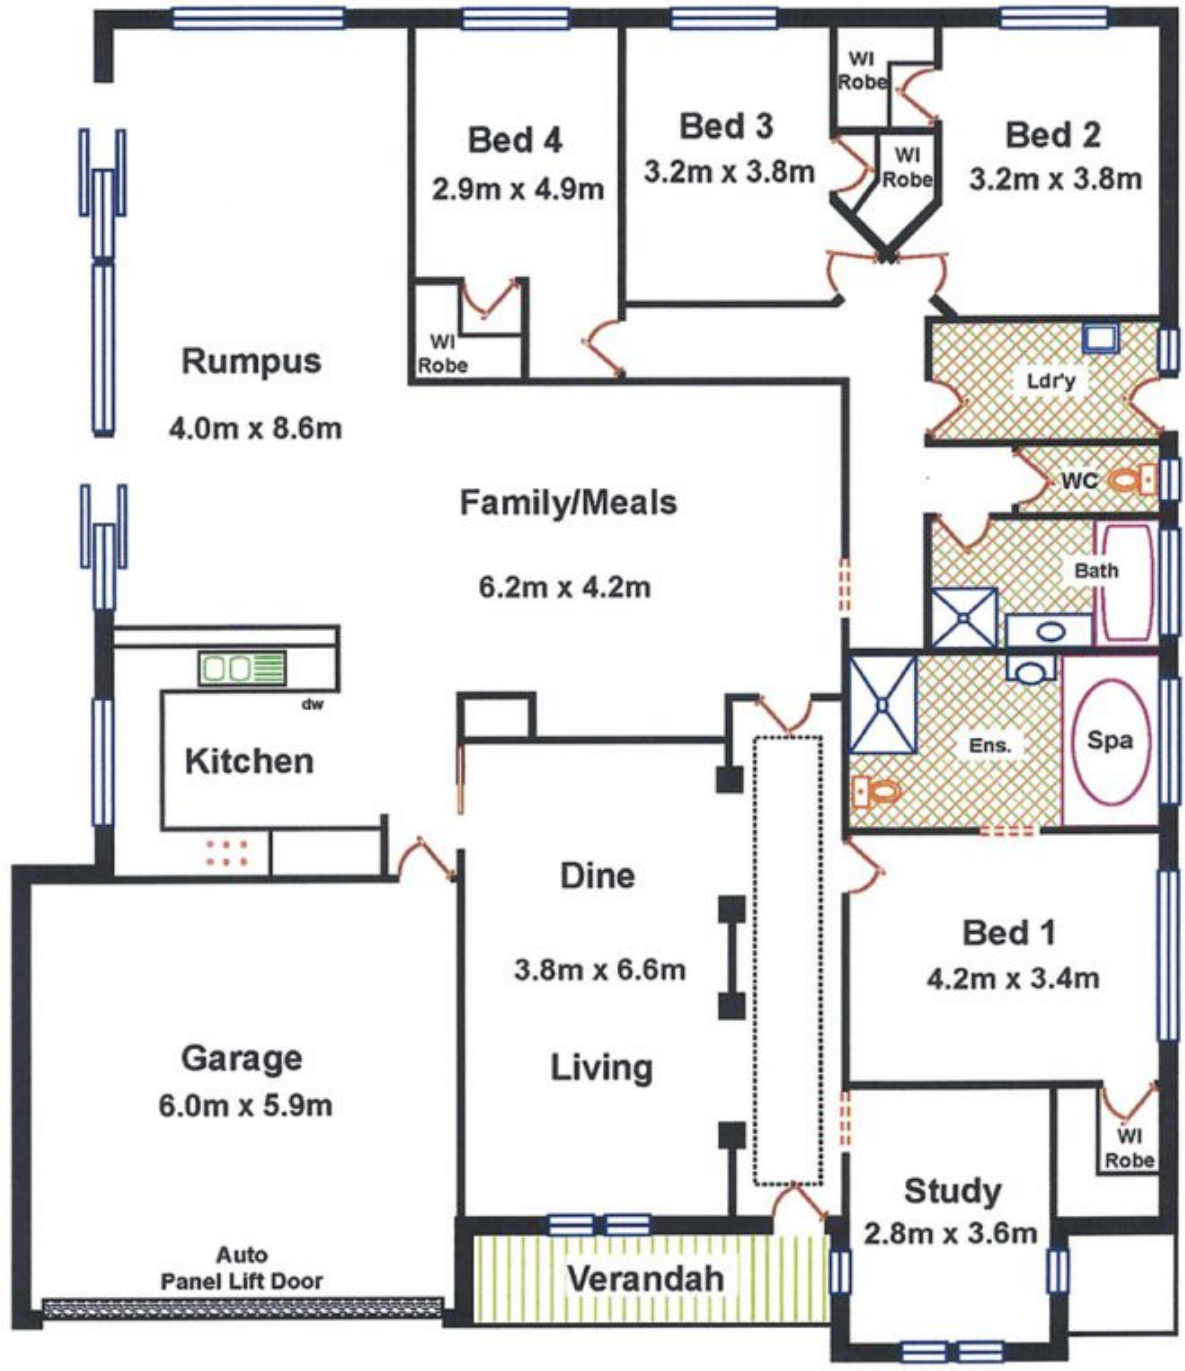 WI
Robe
Bed 4
2.9m x 4.9m
Bed 3
3.2m x 3.8m
Bed 2
3.2m x 3.8m
WI
Robe
WI
Robe
Rumpus
4.0m x 8.6m
Ldr'y
WC
Family/Meals
6.2m x 4.2m
Bath
dw
Kitchen
Ens.
Spa
Dine
3.8m x 6.6m
Living
Bed 1
4.2m x 3.4m
Garage
6.0m x 5.9m
WI
Robe
Study
2.8m x 3.6m
Auto
Panel Lift Door
Verandah